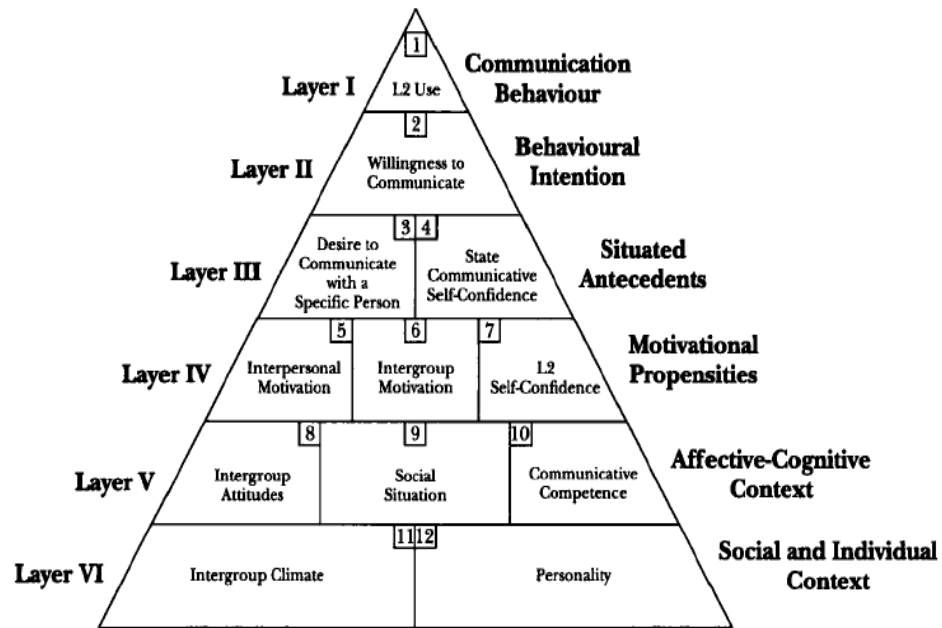 1
Layer I
L2 Use
Communication
Behaviour
2
Layer II
Willingness to
Communicate
Behavioural
Intention
3 4
Layer III
Desire to
Communicate
with a
Specific Person
State
Communicative
Self-Confidence
Situated
Antecedents
5 6 7
Layer IV
Interpersonal
Motivation
Intergroup
Motivation
L2
Self-Confidence
Motivational
Propensities
8 9 10
Layer V
Intergroup
Attitudes
Social
Situation
Communicative
Competence
Affective-Cognitive
Context
11 12
Layer VI
Intergroup Climate
Personality
Social and Individual
Context